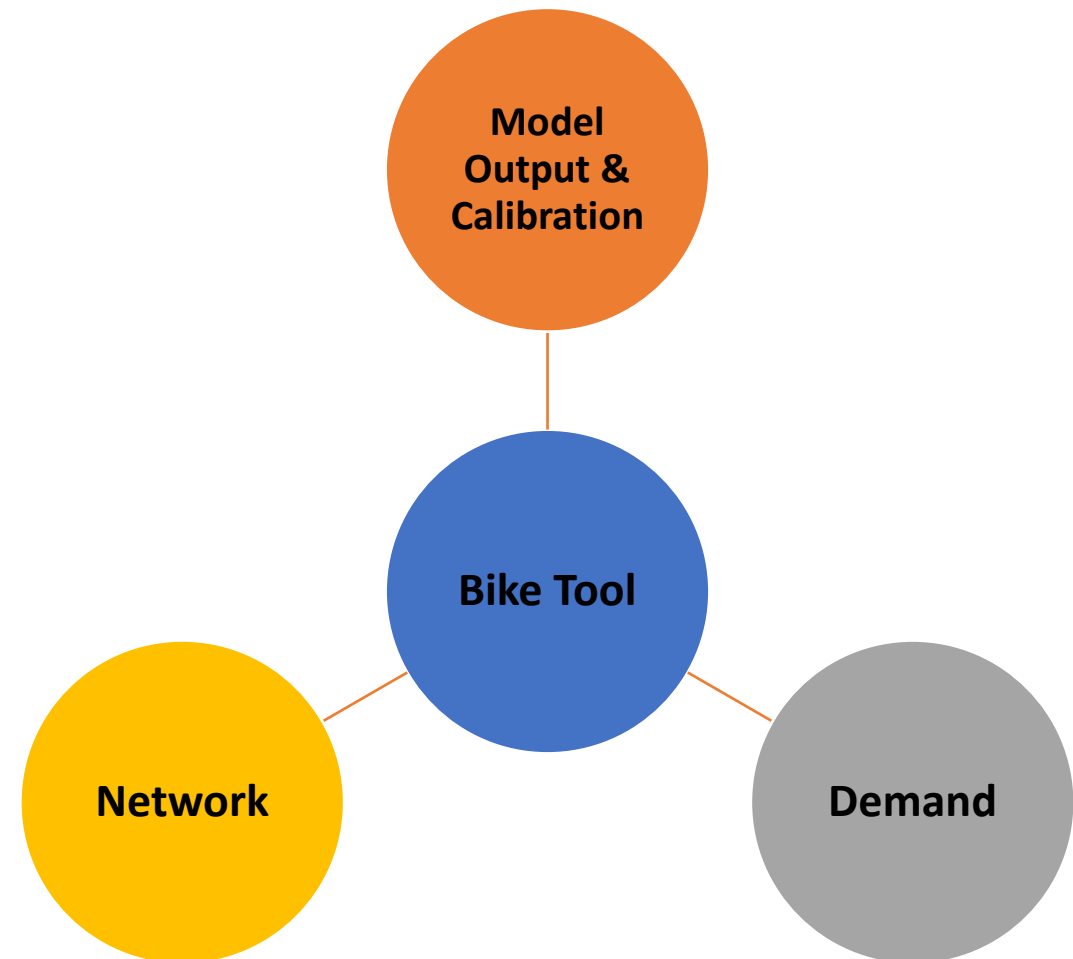 Model
Output &
Calibration
Bike Tool
Network
Demand